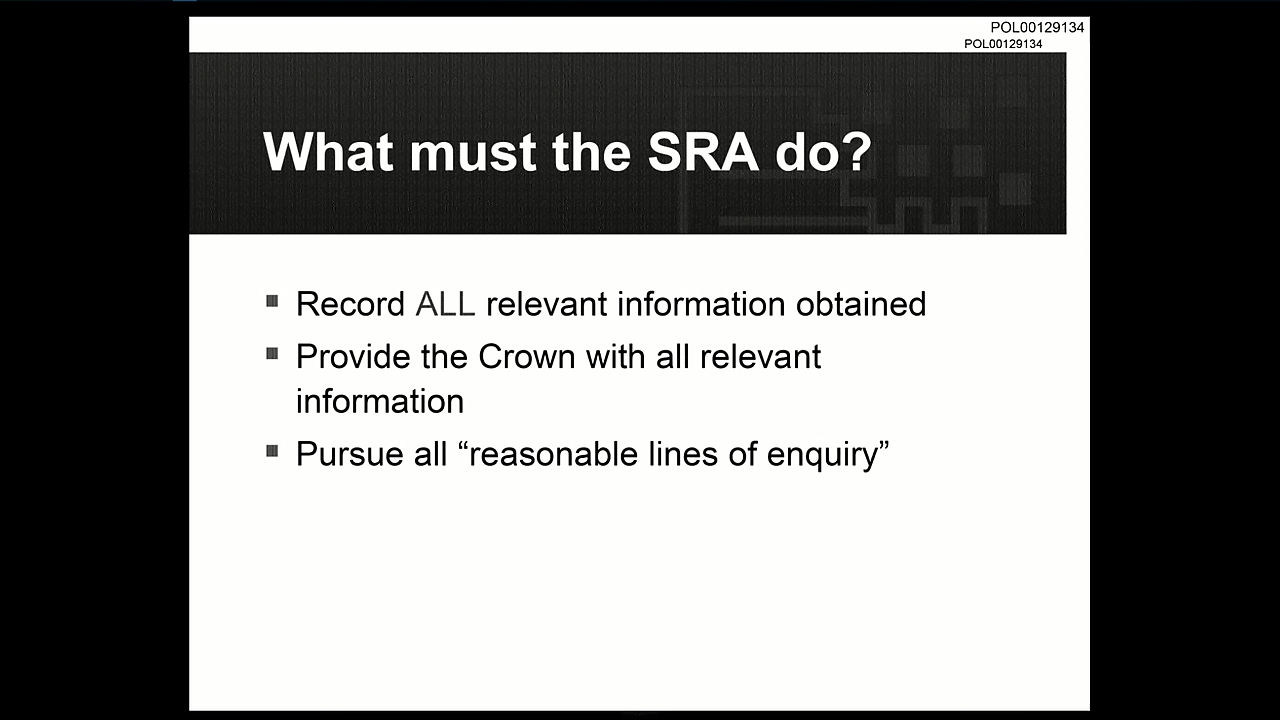 POL00129134
POL00129134
What must the SRA do?
Record ALL relevant information obtained
Provide the Crown with all relevant
information
Pursue all “reasonable lines of enquiry”